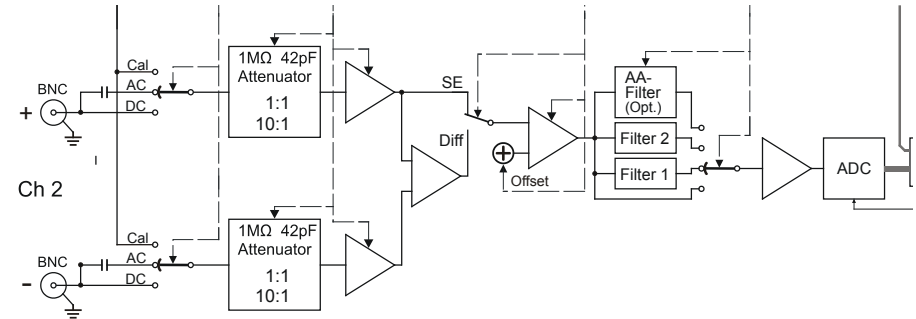 Cal
BNC
AC
DC
+
1MΩ 42pF
Attenuator
1:1
10:1
SE
Diff
Offset
AA-
Filter
(Opt.)
Filter 2
Filter 1
ADC
Ch 2
Cal
BNC
AC
DC
-
1MΩ 42pF
Attenuator
1:1
10:1